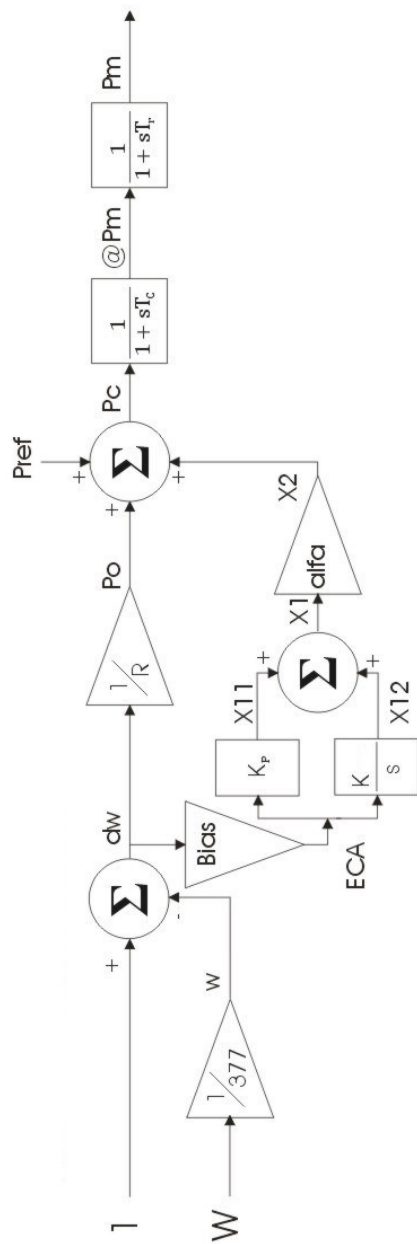 1
W
1/377
w
+
-
Σ
dw
1/R
Po
Bias
ECA
K_P
K/S
X11
X12
+
+
Σ
X1
alfa
X2
Pref
+
+
+
Σ
Pc
1/(1 + sT_C)
@Pm
1/(1 + sT_r)
Pm